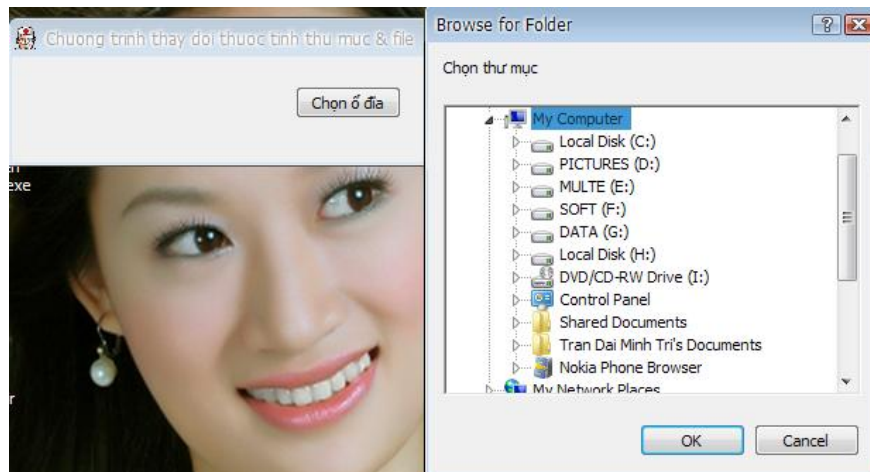 Chuong trinh thay doi thuoc tinh thu muc & file
Chọn ổ đĩa
exe
r
Browse for Folder
Chọn thư mục
My Computer
Local Disk (C:)
PICTURES (D:)
MULTE (E:)
SOFT (F:)
DATA (G:)
Local Disk (H:)
DVD/CD-RW Drive (I:)
Control Panel
Shared Documents
Tran Dai Minh Tri's Documents
Nokia Phone Browser
My Network Places
OK
Cancel